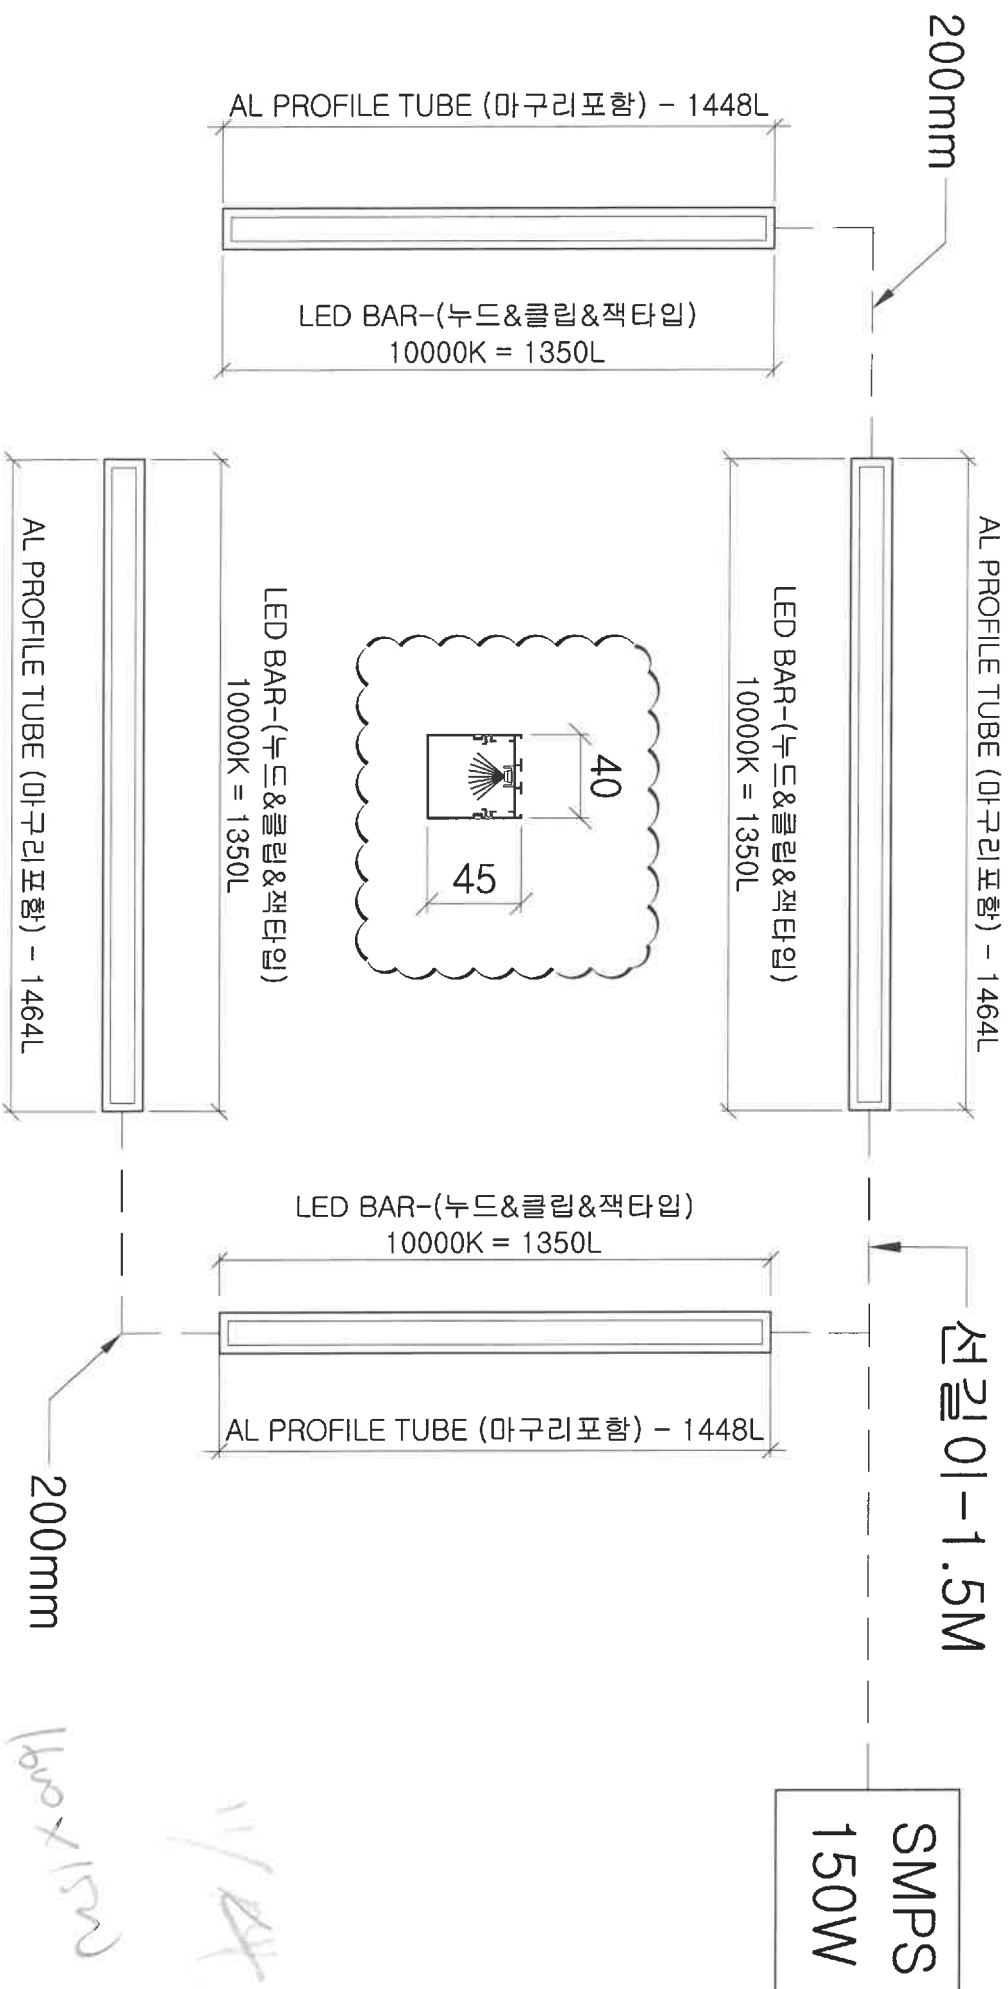 200mm
AL PROFILE TUBE (마구리포함) - 1448L
LED BAR-(누드&클립&잭타입)
10000K = 1350L
AL PROFILE TUBE (마구리포함) - 1464L
LED BAR-(누드&클립&잭타입)
10000K = 1350L
40
45
LED BAR-(누드&클립&잭타입)
10000K = 1350L
AL PROFILE TUBE (마구리포함) - 1464L
선길이-1.5M
LED BAR-(누드&클립&잭타입)
10000K = 1350L
AL PROFILE TUBE (마구리포함) - 1448L
200mm
SMPS
150W